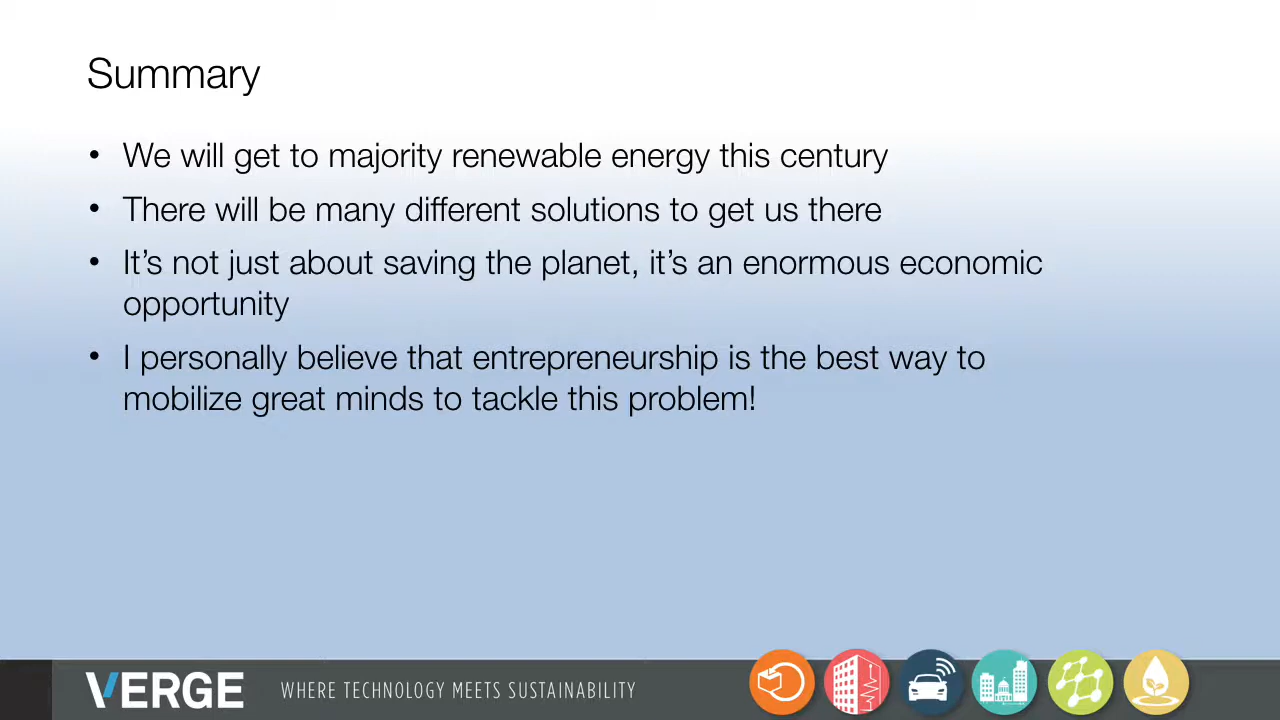 Summary
• We will get to majority renewable energy this century
• There will be many different solutions to get us there
• It’s not just about saving the planet, it’s an enormous economic
opportunity
• I personally believe that entrepreneurship is the best way to
mobilize great minds to tackle this problem!
VERGE WHERE TECHNOLOGY MEETS SUSTAINABILITY